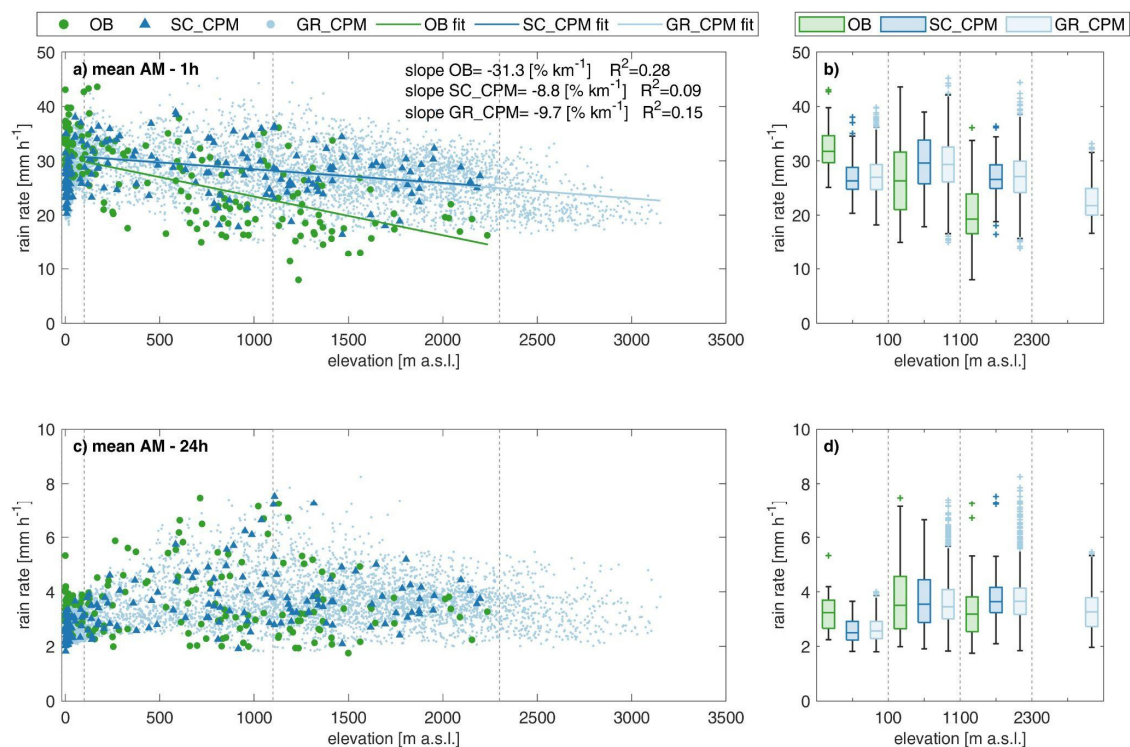 OB SC_CPM GR_CPM OB fit SC_CPM fit GR_CPM fit
OB SC_CPM GR_CPM
a) mean AM - 1h
slope OB= -31.3 [% km⁻¹] R²=0.28
slope SC_CPM= -8.8 [% km⁻¹] R²=0.09
slope GR_CPM= -9.7 [% km⁻¹] R²=0.15
50
40
30
20
10
0
rain rate [mm h⁻¹]
0 500 1000 1500 2000 2500 3000 3500
elevation [m a.s.l.]
b)
50
40
30
20
10
0
rain rate [mm h⁻¹]
100 1100 2300
elevation [m a.s.l.]
c) mean AM - 24h
10
8
6
4
2
0
rain rate [mm h⁻¹]
0 500 1000 1500 2000 2500 3000 3500
elevation [m a.s.l.]
d)
10
8
6
4
2
0
rain rate [mm h⁻¹]
100 1100 2300
elevation [m a.s.l.]